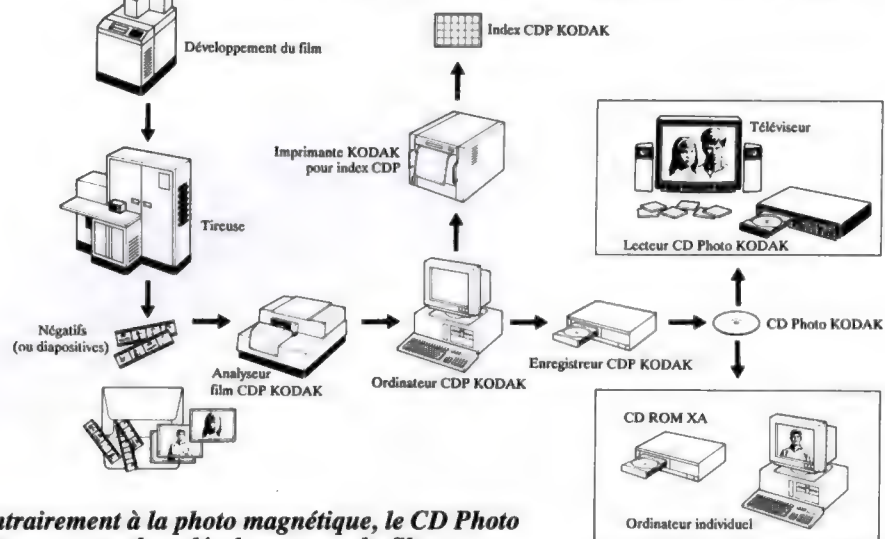 Développement du film
Index CDP KODAK
Imprimante KODAK
pour index CDP
Téléviseur
Tireuse
Lecteur CD Photo KODAK
Négatifs
(ou diapositives)
Analyseur
film CDP KODAK
Ordinateur CDP KODAK
Enregistreur CDP KODAK
CD Photo KODAK
CD ROM XA
Ordinateur individuel
ntrairement à la photo magnétique, le CD Photo